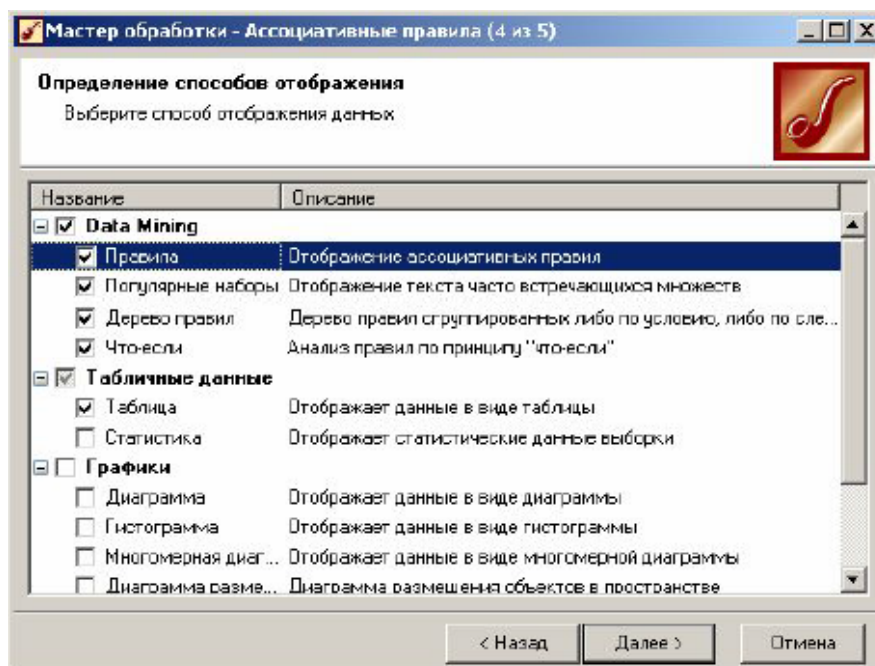 Мастер обработки - Ассоциативные правила (4 из 5)
Определение способов отображения
Выберите способ отображения данных
Название Описание
Data Mining
Правила Отображение ассоциативных правил
Популярные наборы Отображение текста часто встречающихся множеств
Дерево правил Дерево правил сгруппированных либо по условию, либо по сле...
Что-если Анализ правил по принципу "что-если"
Табличные данные
Таблица Отображает данные в виде таблицы
Статистика Отображает статистические данные выборки
Графики
Диаграмма Отображает данные в виде диаграммы
Гистограмма Отображает данные в виде гистограммы
Многомерная диаг... Отображает данные в виде многомерной диаграммы
Диаграмма разме... Диаграмма размещения объектов в пространстве
< Назад Далее > Отмена